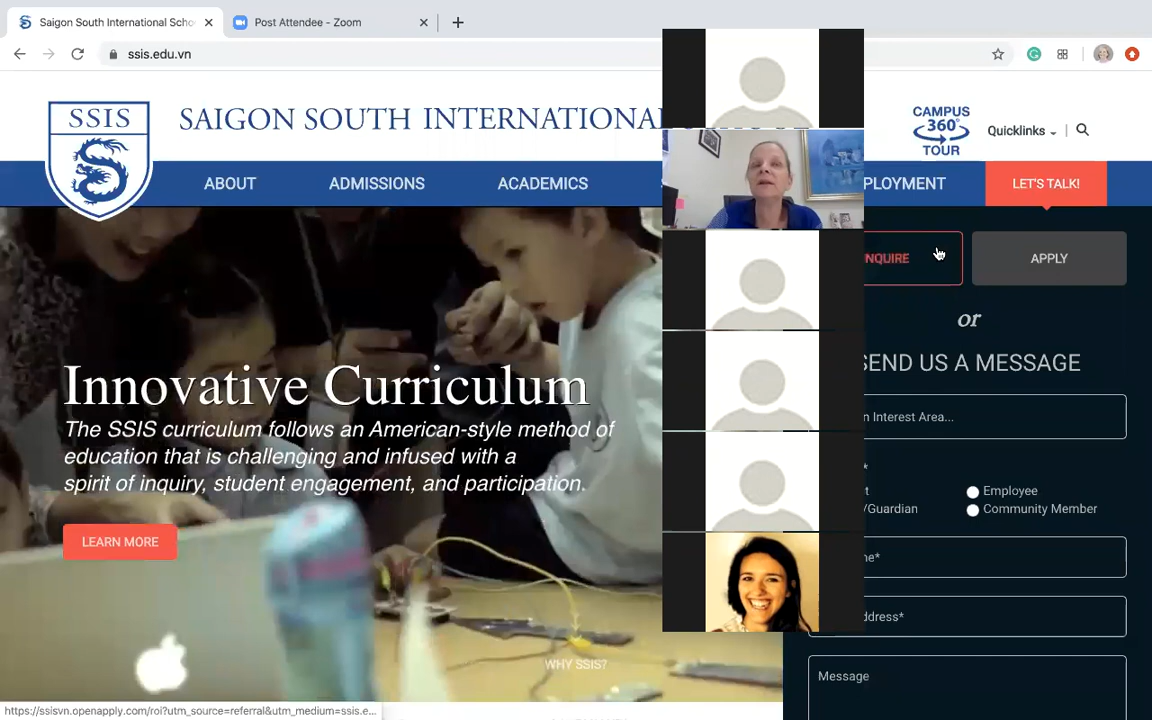 Saigon South International Scho
Post Attendee - Zoom
ssis.edu.vn
SSIS
SAIGON SOUTH INTERNATIONAL
CAMPUS
360°
TOUR
Quicklinks
ABOUT
ADMISSIONS
ACADEMICS
PLOYMENT
LET'S TALK!
NQUIRE
APPLY
or
SEND US A MESSAGE
n Interest Area...
Innovative Curriculum
The SSIS curriculum follows an American-style method of
education that is challenging and infused with a
spirit of inquiry, student engagement, and participation.
LEARN MORE
*
t
Employee
/Guardian
Community Member
me*
ddress*
Message
WHY SSIS?
https://ssisvn.openapply.com/roi?utm_source=referral&utm_medium=ssis.e...